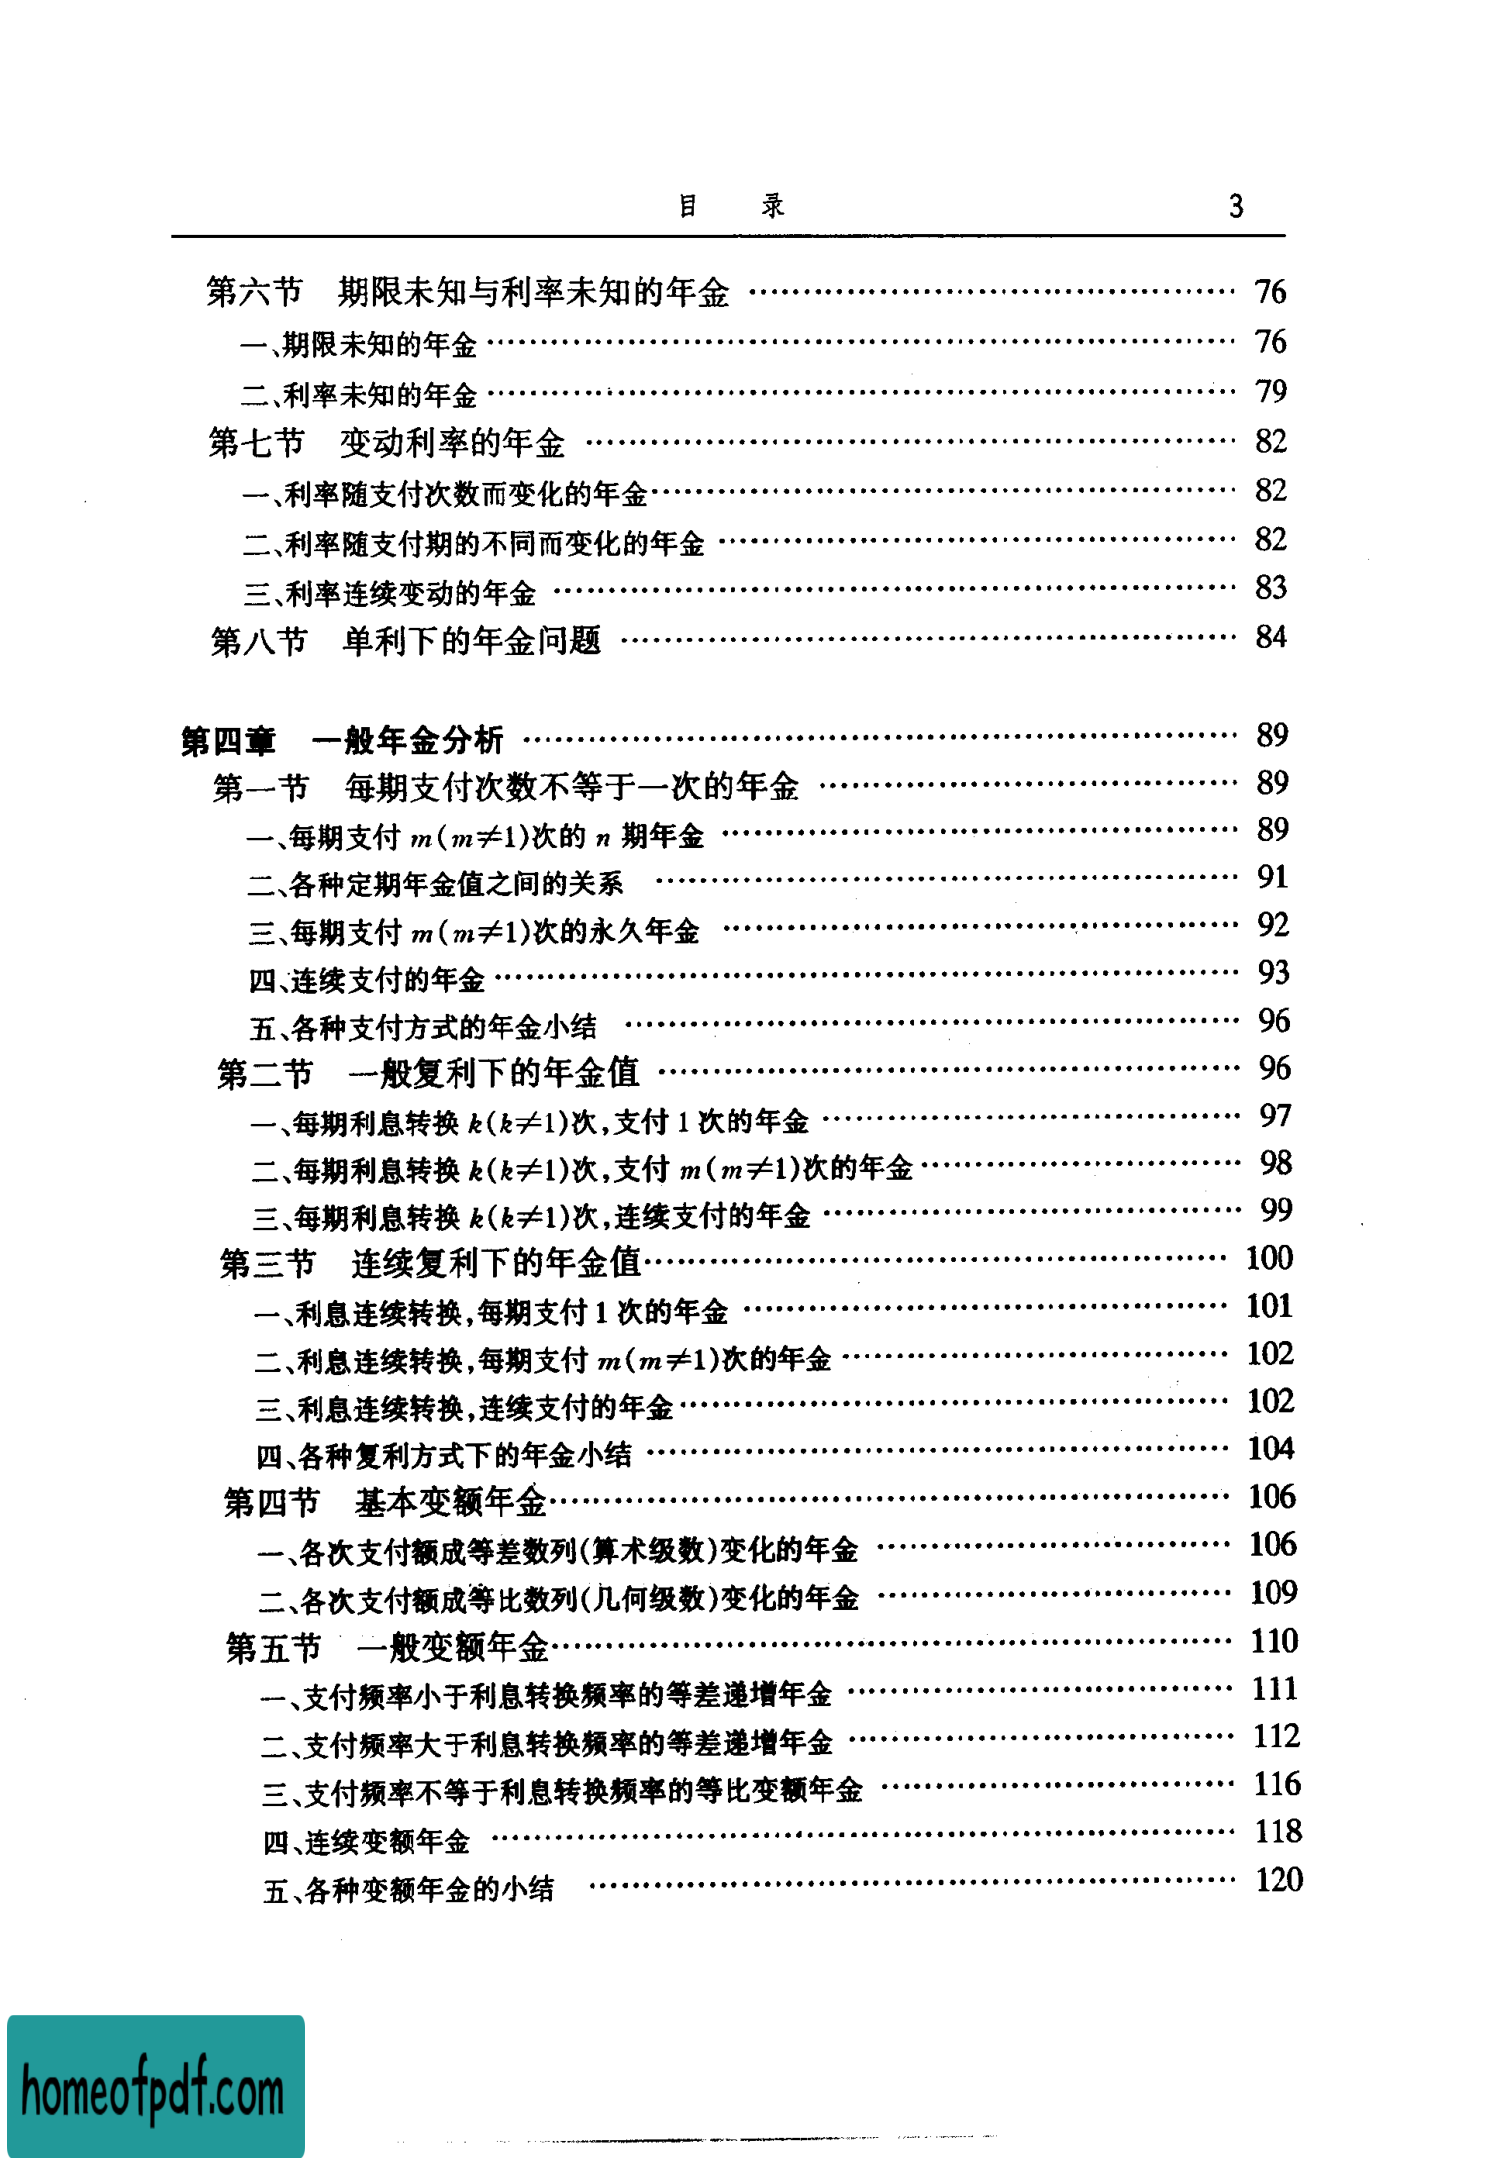 目 录 3
第六节 期限未知与利率未知的年金 …… 76
一、期限未知的年金 …… 76
二、利率未知的年金 …… 79
第七节 变动利率的年金 …… 82
一、利率随支付次数而变化的年金 …… 82
二、利率随支付期的不同而变化的年金 …… 82
三、利率连续变动的年金 …… 83
第八节 单利下的年金问题 …… 84
第四章 一般年金分析 …… 89
第一节 每期支付次数不等于一次的年金 …… 89
一、每期支付 m(m≠1)次的 n 期年金 …… 89
二、各种定期年金值之间的关系 …… 91
三、每期支付 m(m≠1)次的永久年金 …… 92
四、连续支付的年金 …… 93
五、各种支付方式的年金小结 …… 96
第二节 一般复利下的年金值 …… 96
一、每期利息转换 k(k≠1)次,支付 1 次的年金 …… 97
二、每期利息转换 k(k≠1)次,支付 m(m≠1)次的年金 …… 98
三、每期利息转换 k(k≠1)次,连续支付的年金 …… 99
第三节 连续复利下的年金值 …… 100
一、利息连续转换,每期支付 1 次的年金 …… 101
二、利息连续转换,每期支付 m(m≠1)次的年金 …… 102
三、利息连续转换,连续支付的年金 …… 102
四、各种复利方式下的年金小结 …… 104
第四节 基本变额年金 …… 106
一、各次支付额成等差数列(算术级数)变化的年金 …… 106
二、各次支付额成等比数列(几何级数)变化的年金 …… 109
第五节 一般变额年金 …… 110
一、支付频率小于利息转换频率的等差递增年金 …… 111
二、支付频率大于利息转换频率的等差递增年金 …… 112
三、支付频率不等于利息转换频率的等比变额年金 …… 116
四、连续变额年金 …… 118
五、各种变额年金的小结 …… 120
homeofpdf.com